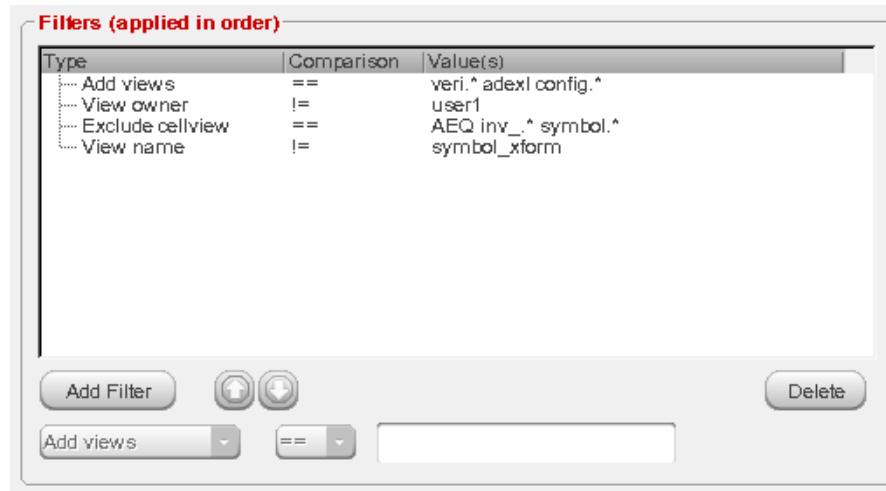 Filters (applied in order)
Type Comparison Value(s)
Add views == veri.* adexl config.*
View owner != user1
Exclude cellview == AEQ inv_.* symbol.*
View name != symbol_xform
Add Filter Delete
Add views ==